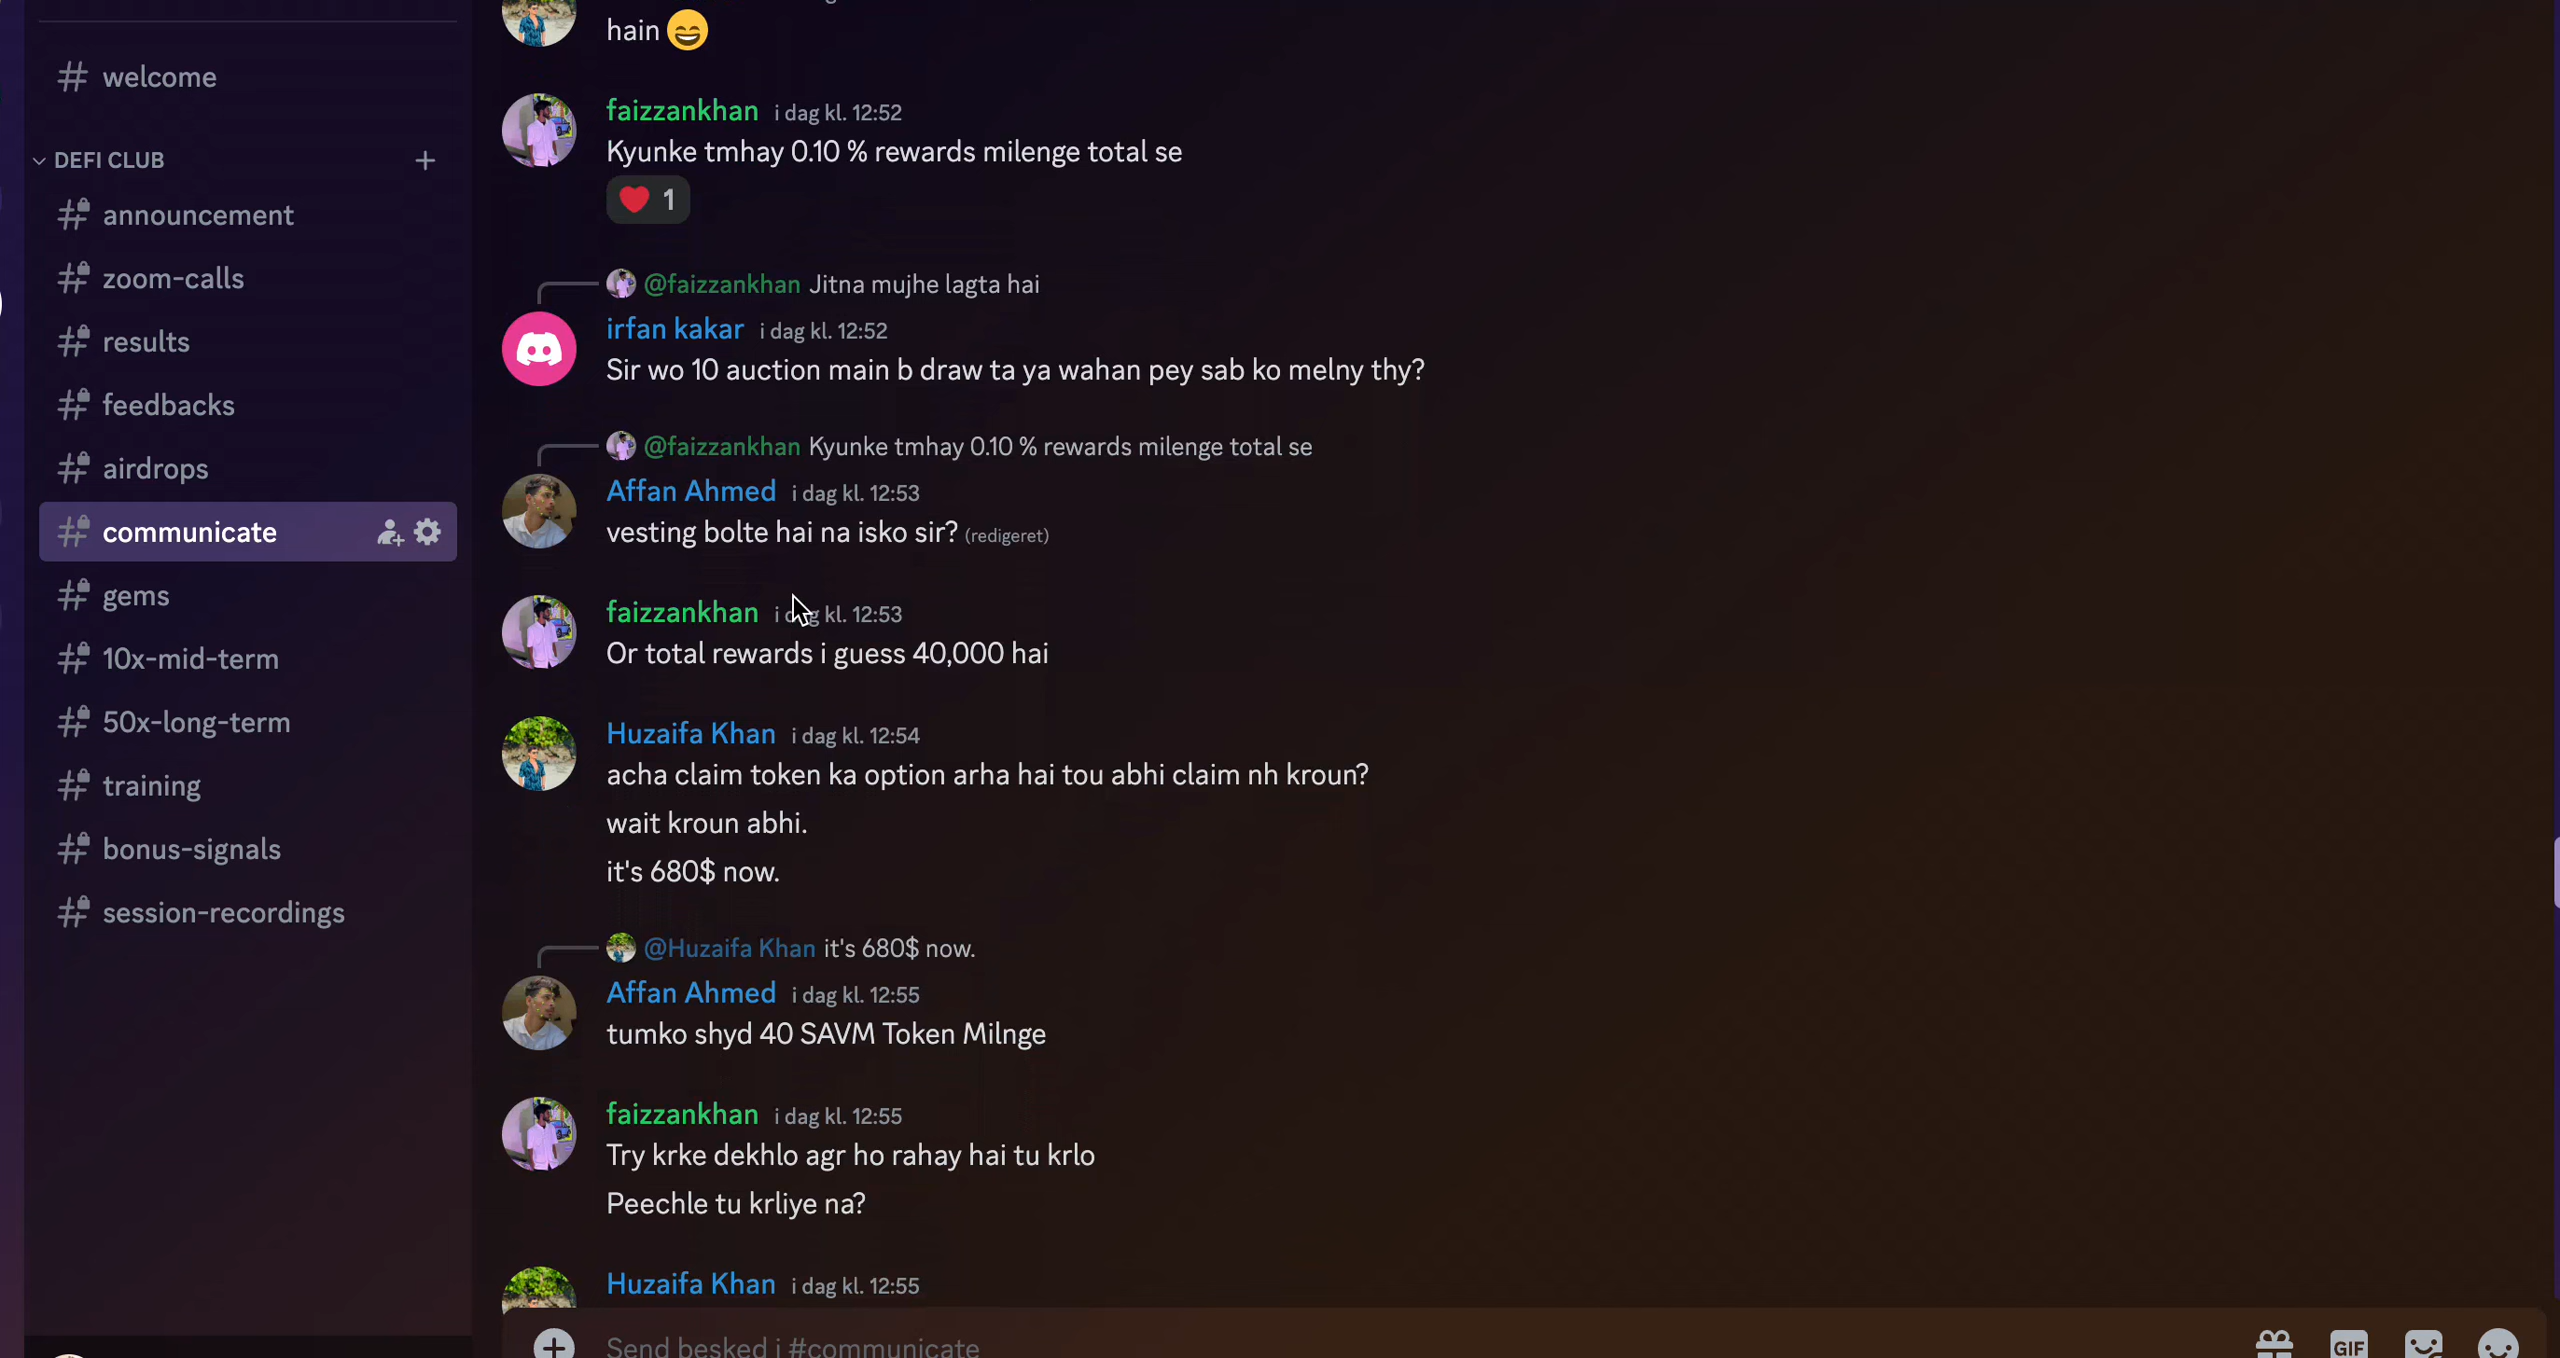 welcome
DEFI CLUB
announcement
zoom-calls
results
feedbacks
airdrops
communicate
gems
10x-mid-term
50x-long-term
training
bonus-signals
session-recordings
hain
faizzankhan i dag kl. 12:52
Kyunke tmhay 0.10 % rewards milenge total se
1
@faizzankhan Jitna mujhe lagta hai
irfan kakar i dag kl. 12:52
Sir wo 10 auction main b draw ta ya wahan pey sab ko melny thy?
@faizzankhan Kyunke tmhay 0.10 % rewards milenge total se
Affan Ahmed i dag kl. 12:53
vesting bolte hai na isko sir? (redigeret)
faizzankhan i dag kl. 12:53
Or total rewards i guess 40,000 hai
Huzaifa Khan i dag kl. 12:54
acha claim token ka option arha hai tou abhi claim nh kroun?
wait kroun abhi.
it's 680$ now.
@Huzaifa Khan it's 680$ now.
Affan Ahmed i dag kl. 12:55
tumko shyd 40 SAVM Token Milnge
faizzankhan i dag kl. 12:55
Try krke dekhlo agr ho rahay hai tu krlo
Peechle tu krliye na?
Huzaifa Khan i dag kl. 12:55
Send besked i #communicate
GIF